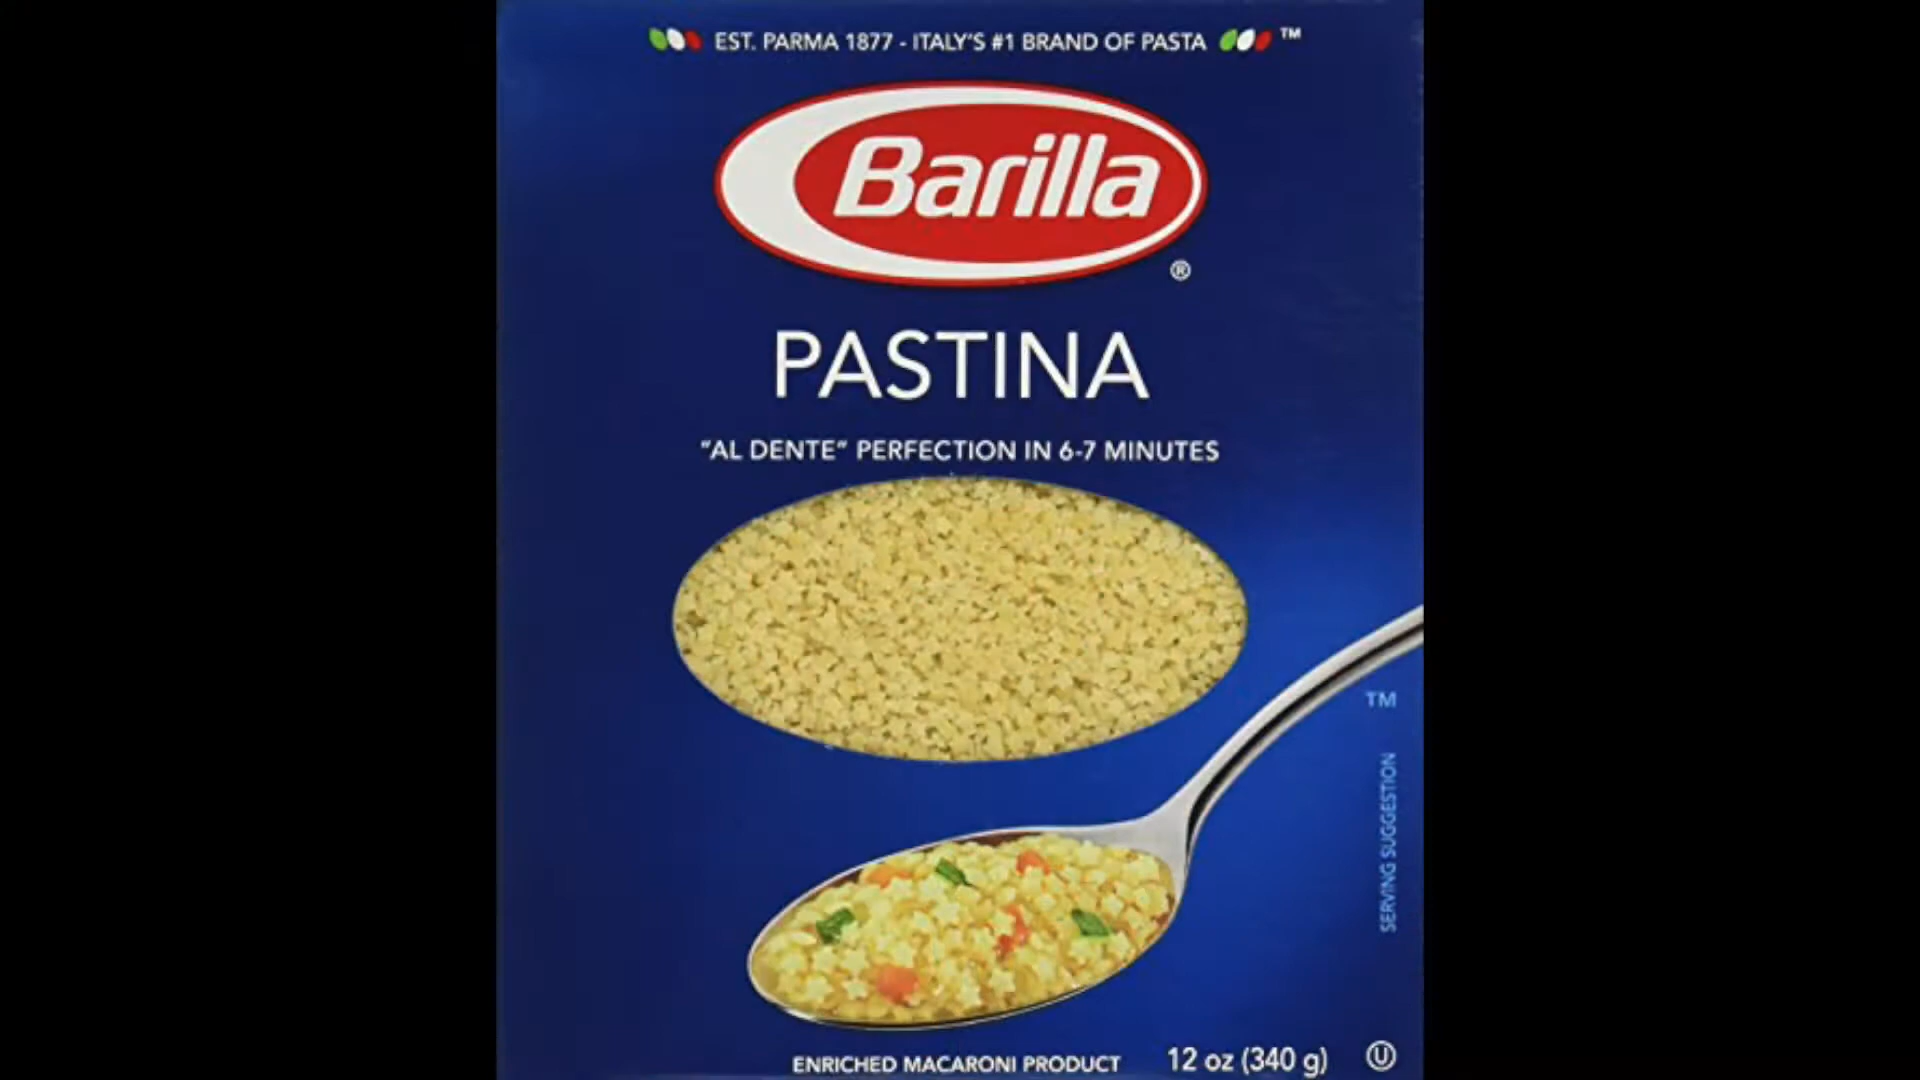 EST. PARMA 1877 - ITALY'S #1 BRAND OF PASTA ™
Barilla
®
PASTINA
"AL DENTE" PERFECTION IN 6-7 MINUTES
TM
SERVING SUGGESTION
ENRICHED MACARONI PRODUCT 12 oz (340 g) U